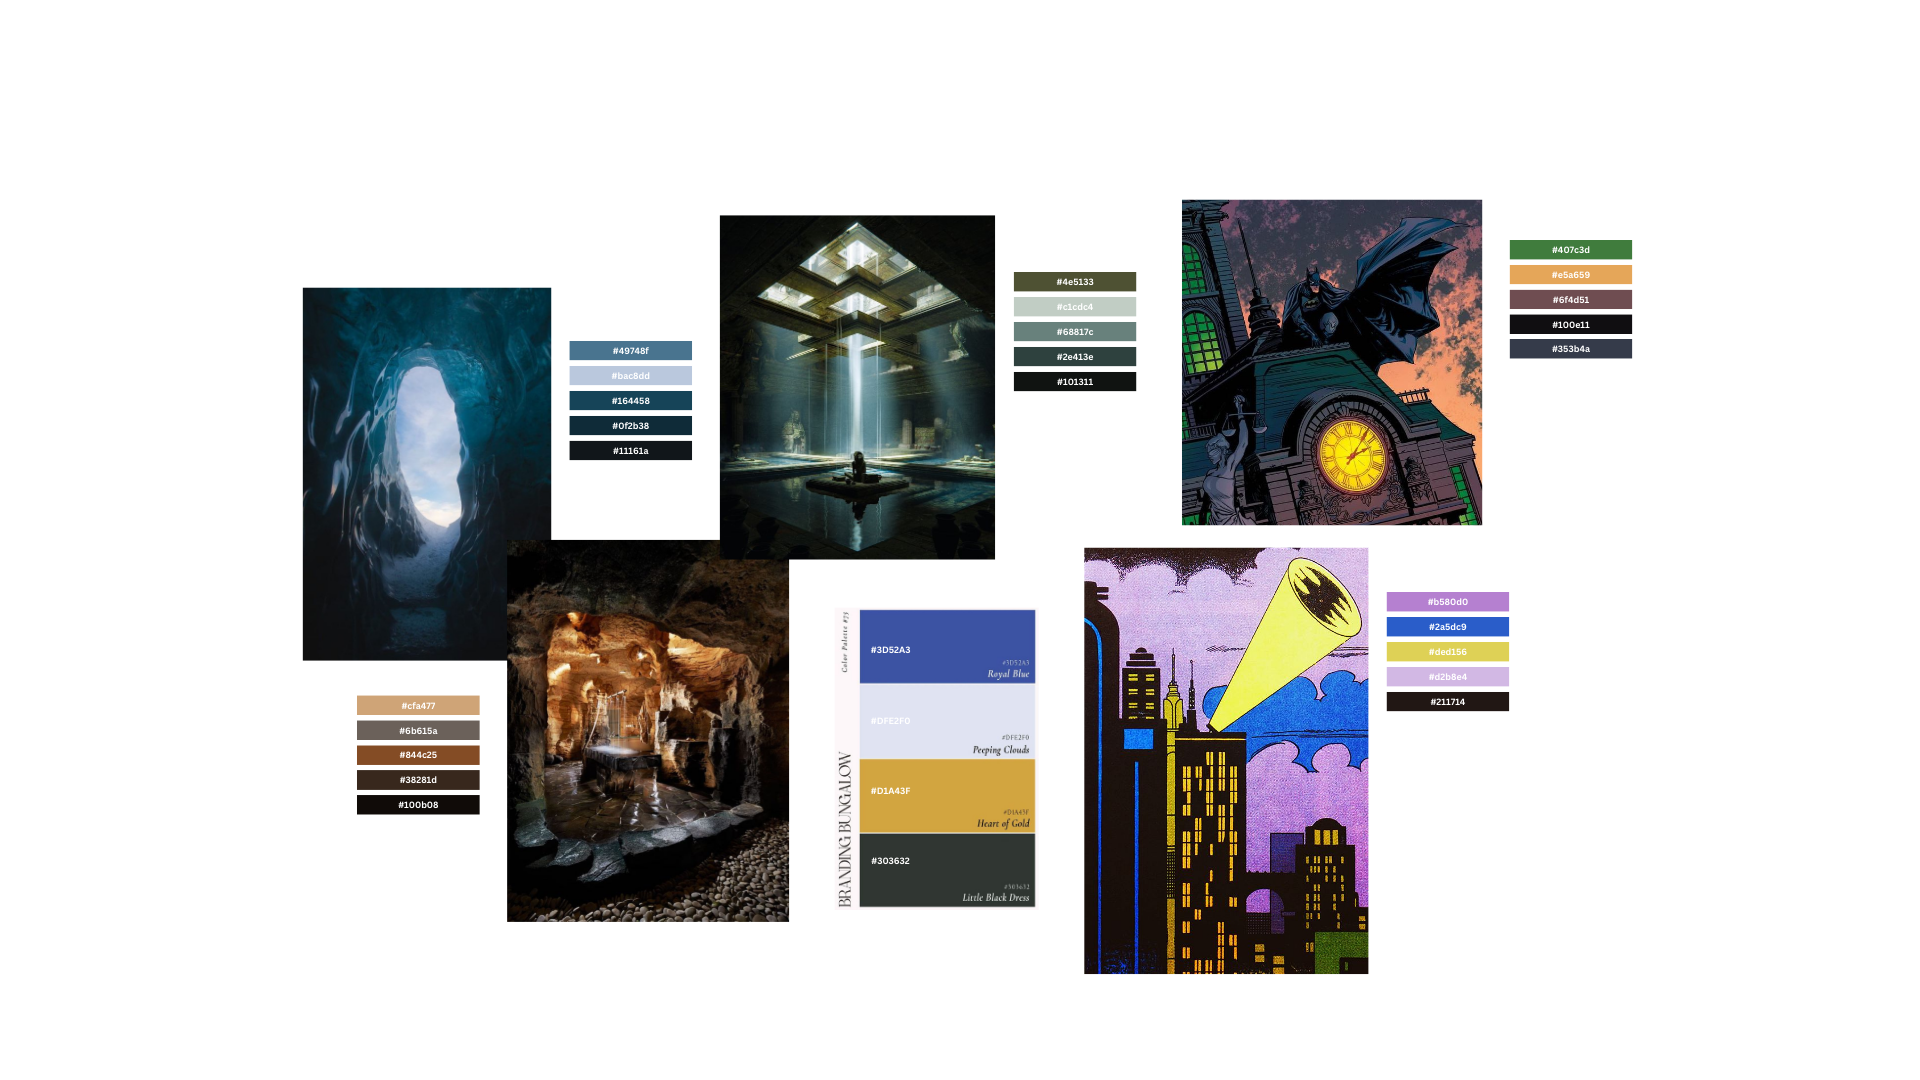 #49748f
#bac8dd
#164458
#0f2b38
#11161a
#4e5133
#c1cdc4
#68817c
#2e413e
#101311
#407c3d
#e5a659
#6f4d51
#100e11
#353b4a
#cfa477
#6b615a
#844c25
#38281d
#100b08
Color Palette #73
BRANDING BUNGALOW
#3D52A3
#3D52A3
Royal Blue
#DFE2F0
#DFE2F0
Peeping Clouds
#D1A43F
#D1A43F
Heart of Gold
#303632
#303632
Little Black Dress
#b580d0
#2a5dc9
#ded156
#d2b8e4
#211714